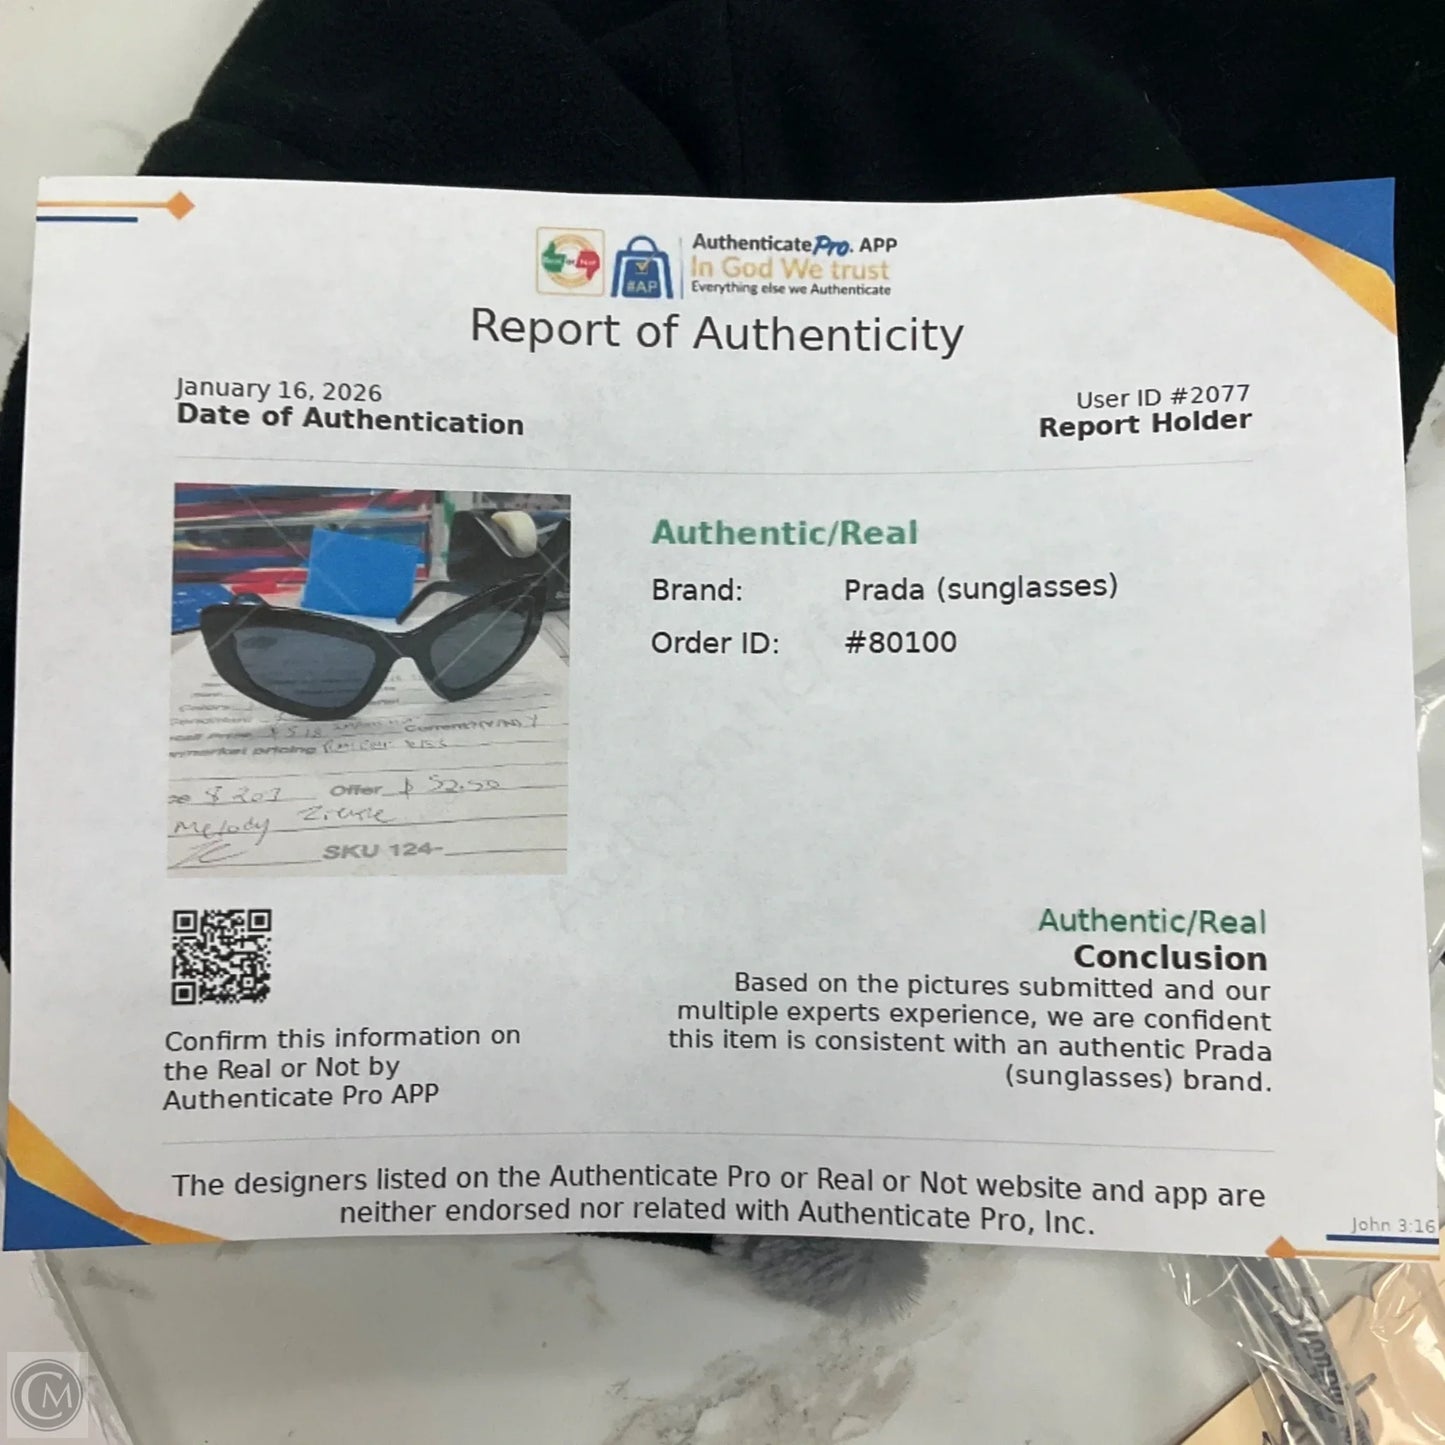 AuthenticatePro. APP
In God We trust
Everything else we Authenticate
#AP
Report of Authenticity
January 16, 2026
Date of Authentication
User ID #2077
Report Holder
Authentic/Real
Brand: Prada (sunglasses)
Order ID: #80100
Offer $ 52.50
Melody
SKU 124-
Authentic/Real
Conclusion
Based on the pictures submitted and our
multiple experts experience, we are confident
this item is consistent with an authentic Prada
(sunglasses) brand.
Confirm this information on
the Real or Not by
Authenticate Pro APP
The designers listed on the Authenticate Pro or Real or Not website and app are
neither endorsed nor related with Authenticate Pro, Inc.
John 3:16
CM